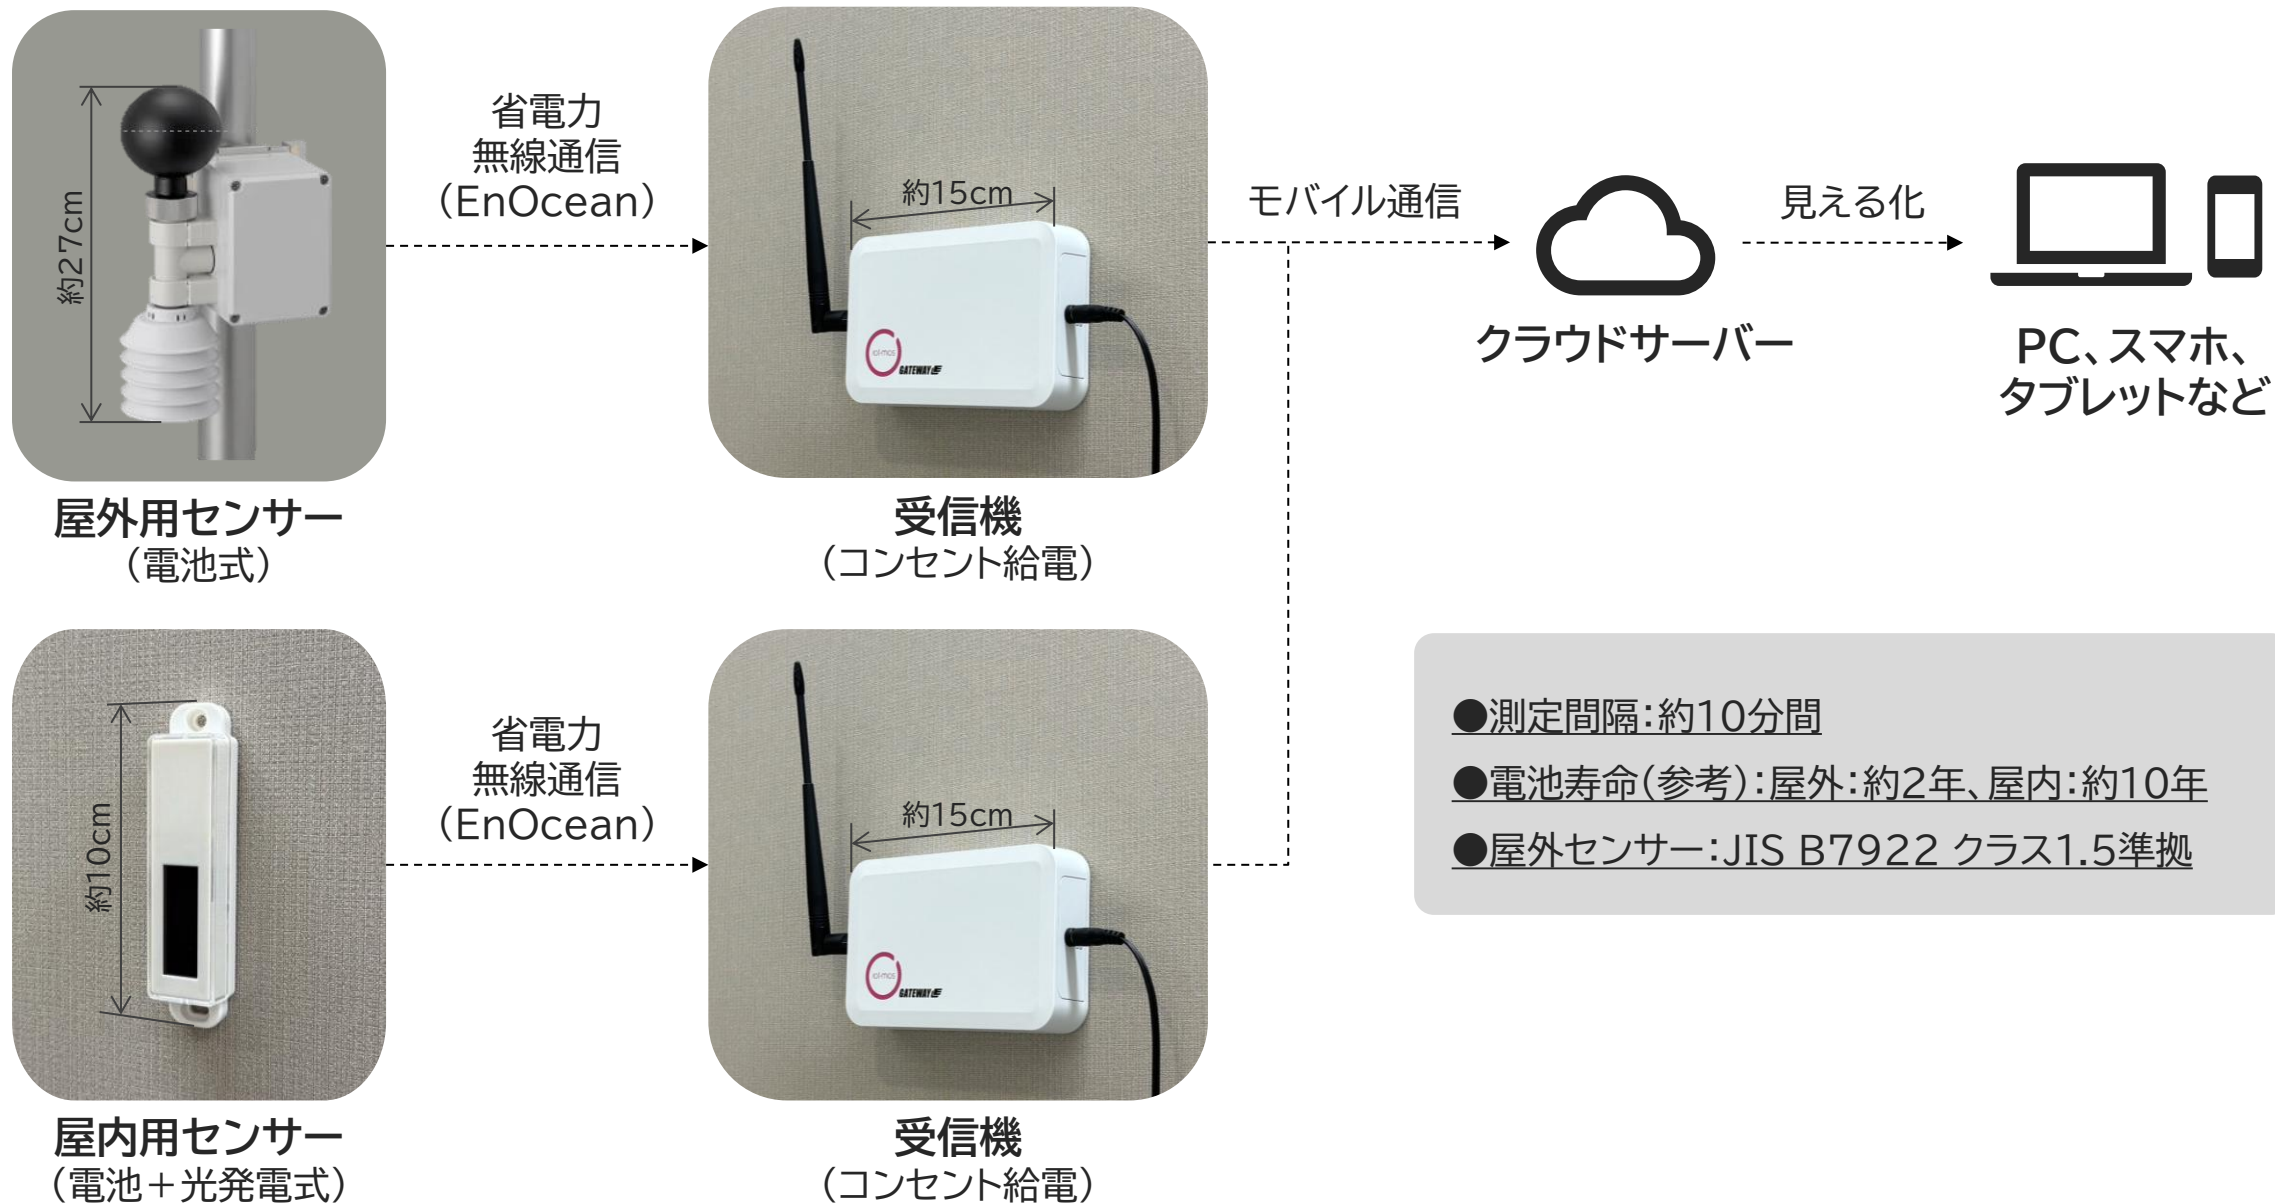 約27cm
省電力
無線通信
（EnOcean）
約15cm
GATEWAY
モバイル通信
見える化
クラウドサーバー
PC、スマホ、
タブレットなど
屋外用センサー
（電池式）
受信機
（コンセント給電）
約10cm
省電力
無線通信
（EnOcean）
約15cm
GATEWAY
●測定間隔：約10分間
●電池寿命（参考）：屋外：約2年、屋内：約10年
●屋外センサー：JIS B7922 クラス1.5準拠
屋内用センサー
（電池＋光発電式）
受信機
（コンセント給電）